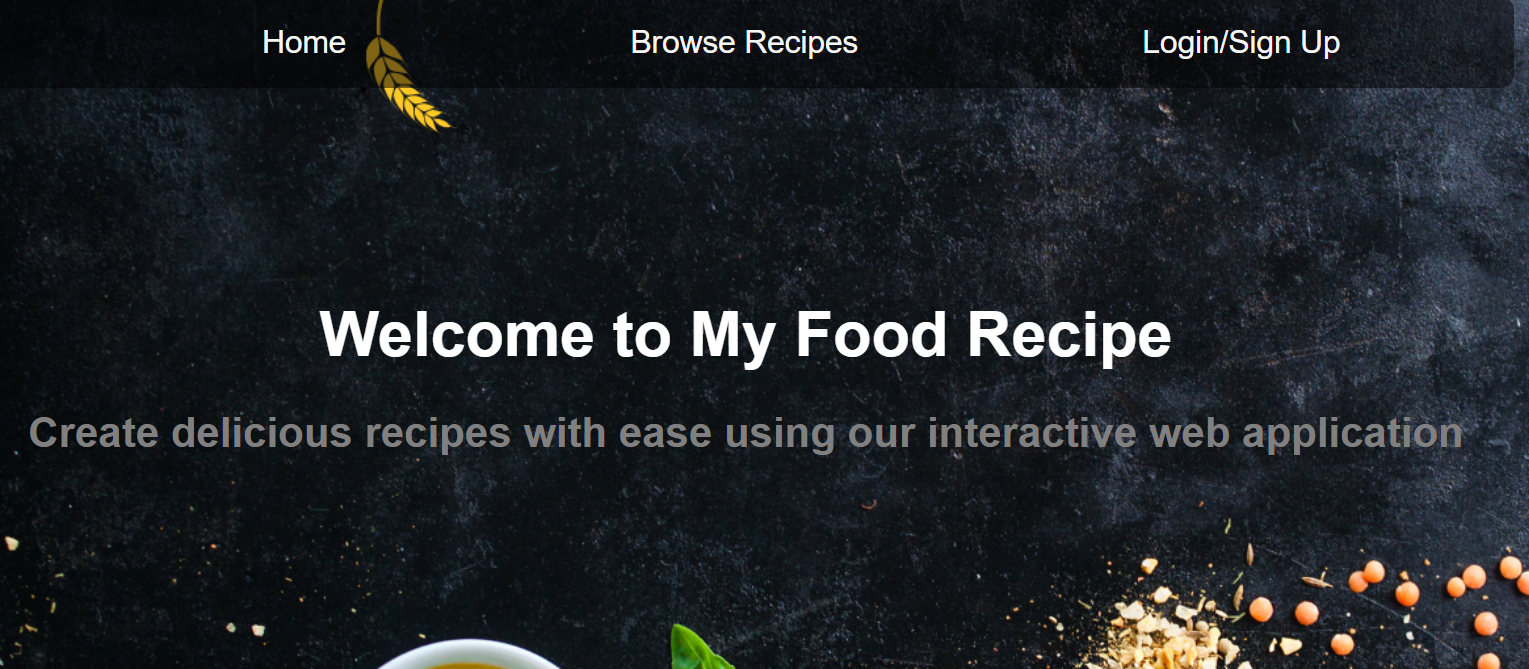 Home Browse Recipes Login/Sign Up
Welcome to My Food Recipe
Create delicious recipes with ease using our interactive web application